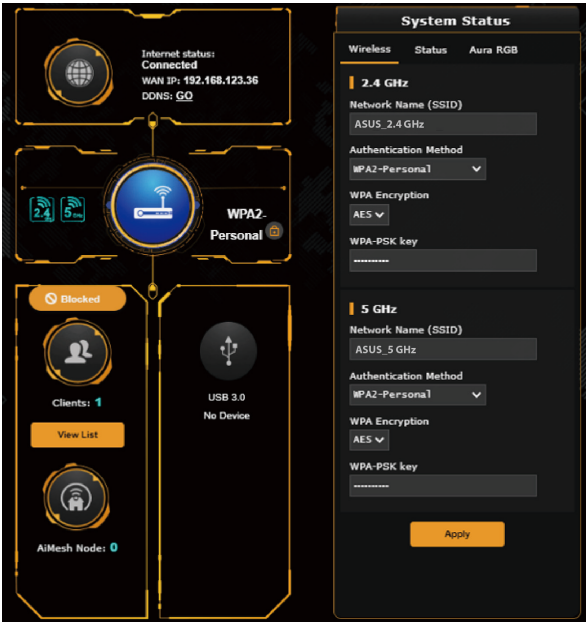 Internet status:
Connected
WAN IP: 192.168.123.36
DDNS: GO
2.4
5 GHz
WPA2-
Personal
Blocked
Clients: 1
View List
AiMesh Node: 0
USB 3.0
No Device
System Status
Wireless Status Aura RGB
2.4 GHz
Network Name (SSID)
ASUS_2.4 GHz
Authentication Method
WPA2-Personal
WPA Encryption
AES
WPA-PSK key
----------
5 GHz
Network Name (SSID)
ASUS_5 GHz
Authentication Method
WPA2-Personal
WPA Encryption
AES
WPA-PSK key
----------
Apply